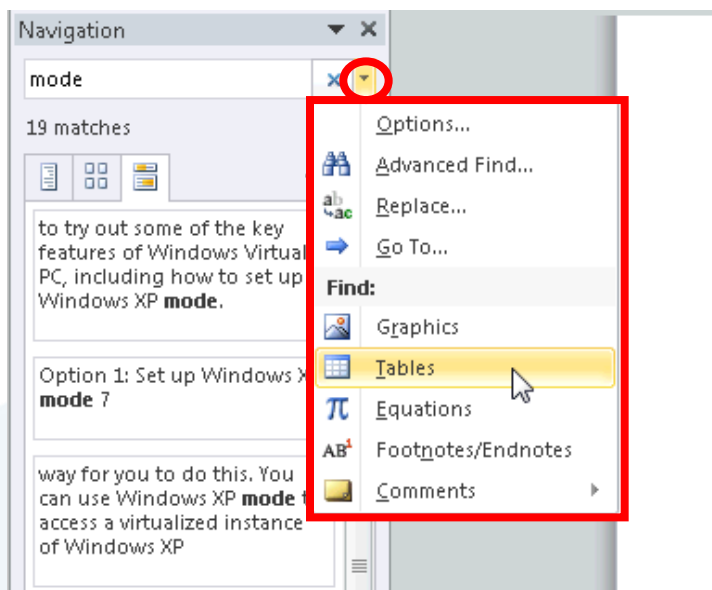 Navigation
mode
19 matches
Options...
Advanced Find...
Replace...
Go To...
Find:
Graphics
Tables
Equations
Footnotes/Endnotes
Comments
to try out some of the key
features of Windows Virtual
PC, including how to set up
Windows XP mode.
Option 1: Set up Windows
mode 7
way for you to do this. You
can use Windows XP mode
access a virtualized instance
of Windows XP